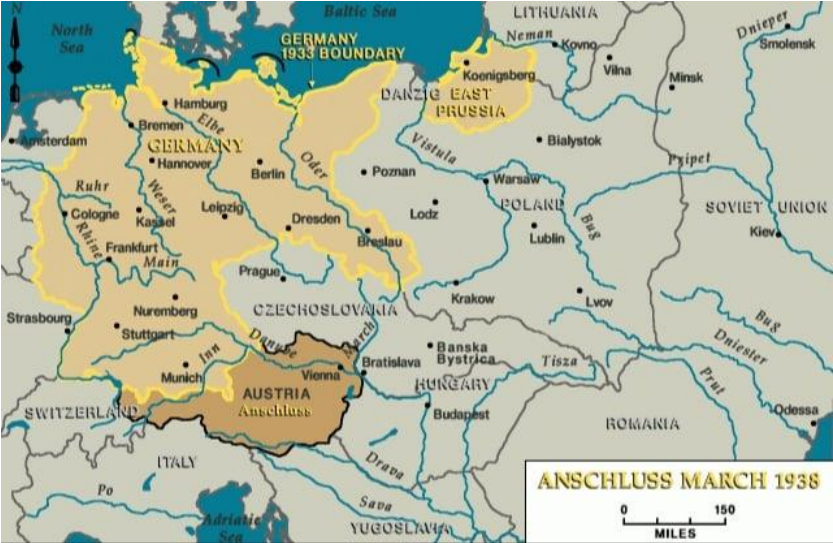 N
North
Sea
Baltic Sea
LITHUANIA
Dnieper
GERMANY
1933 BOUNDARY
Neman
Kovno
Smolensk
Koenigsberg
Vilna
Minsk
Hamburg
DANZIG
EAST
PRUSSIA
Amsterdam
Bremen
Elbe
GERMANY
Vistula
Bialystok
Hannover
Berlin
Oder
Poznan
Pripet
Warsaw
Ruhr
Weser
Lodz
POLAND
SOVIET UNION
Cologne
Kassel
Leipzig
Bug
Rhine
Dresden
Breslau
Lublin
Kiev
Frankfurt
Main
Prague
Krakow
Lvov
Nuremberg
CZECHOSLOVAKIA
Bug
Strasbourg
Stuttgart
Danube
March
Dniester
Inn
Banska
Bystrica
Munich
Vienna
Bratislava
Tisza
Prut
AUSTRIA
Anschluss
HUNGARY
SWITZERLAND
Budapest
Odessa
ROMANIA
ITALY
Drava
Po
Sava
Adriatic
Sea
YUGOSLAVIA
ANSCHLUSS MARCH 1938
0 150
MILES